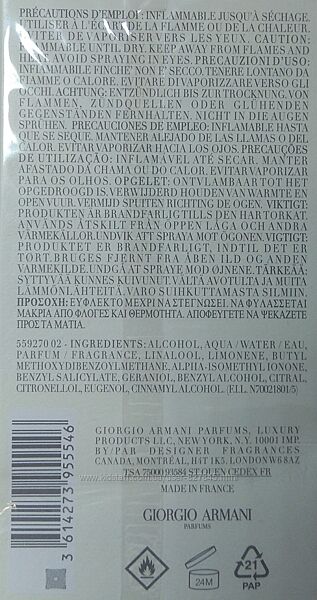 PRÉCAUTIONS D'EMPLOI: INFLAMMABLE JUSQU'À SÉCHAGE.
UTILISER À L'ÉCART DE LA FLAMME OU DE LA CHALEUR.
ÉVITER DE VAPORISER VERS LES YEUX. CAUTION:
FLAMMABLE UNTIL DRY. KEEP AWAY FROM FLAMES AND
HEAT. AVOID SPRAYING IN EYES. PRECAUZIONI D'USO:
INFIAMMABILE FINCHE' NON E' SECCO. TENERE LONTANO DA
FIAMME O CALORE. EVITARE DI VAPORIZZARE VERSO GLI
OCCHI. ACHTUNG: ENTZÜNDLICH BIS ZUR TROCKNUNG. VON
FLAMMEN, ZÜNDQUELLEN ODER GLÜHENDEN
GEGENSTÄNDEN FERNHALTEN. NICHT IN DIE AUGEN
SPRÜHEN. PRECAUCIONES DE EMPLEO: INFLAMABLE HASTA
QUE SE SEQUE. MANTENER ALEJADO DE LAS LLAMAS O DEL
CALOR. EVITAR VAPORIZAR HACIA LOS OJOS. PRECAUÇÕES
DE UTILIZAÇÃO: INFLAMÁVEL ATÉ SECAR. MANTER
AFASTADO DA CHAMA OU DO CALOR. EVITAR VAPORIZAR
PARA OS OLHOS. OPGELET: ONTVLAMBAAR TOT HET
OPGEDROOGD IS. VERWIJDERD HOUDEN VAN WARMTE EN
OPEN VUUR. VERMIJD SPUITEN RICHTING DE OGEN. VIKTIGT:
PRODUKTEN ÄR BRANDFARLIG TILLS DEN HAR TORKAT.
ANVÄNDS ÅTSKILT FRÅN ÖPPEN LÅGA OCH ANDRA
VÄRMEKÄLLOR. UNDVIK ATT SPRAYA MOT ÖGONEN. VIGTIGT:
PRODUKTET ER BRANDFARLIGT, INDTIL DET ER
TØRT. BRUGES FJERNT FRA ÅBEN ILD OG ANDEN
VARMEKILDE. UNDGÅ AT SPRAYE MOD ØJNENE. TÄRKEÄÄ:
SYTTYVÄÄ KUNNES KUIVUNUT. VÄLTÄ AVOTULTA JA MUITA
LÄMMÖNLÄHTEITÄ. VARO SUIHKUTTAMASTA SILMIIN.
ΠΡΟΣΟΧΗ: ΕΥΦΛΕΚΤΟ ΜΕΧΡΙ ΝΑ ΣΤΕΓΝΩΣΕΙ. ΝΑ ΦΥΛΑΣΣΕΤΑΙ
ΜΑΚΡΙΑ ΑΠΟ ΦΛΟΓΕΣ ΚΑΙ ΘΕΡΜΟΤΗΤΑ. ΑΠΟΦΕΥΓΕΤΕ ΝΑ ΨΕΚΑΖΕΤΕ
ΠΡΟΣ ΤΑ ΜΑΤΙΑ.
559270 02 - INGREDIENTS: ALCOHOL, AQUA / WATER / EAU,
PARFUM / FRAGRANCE, LINALOOL, LIMONENE, BUTYL
METHOXYDIBENZOYLMETHANE, ALPHA-ISOMETHYL IONONE,
BENZYL SALICYLATE, GERANIOL, BENZYL ALCOHOL, CITRAL,
CITRONELLOL, EUGENOL, CINNAMYL ALCOHOL (F.I.L. N70021801/5)
GIORGIO ARMANI PARFUMS, LUXURY
PRODUCTS LLC, NEW YORK, N.Y. 10001 IMP.
BY/PAR DESIGNER FRAGRANCES
CANADA, MONTRÉAL, H4T 1K5, LONDON W6 8AZ
TSA 75000 93584 ST OUEN CEDEX FR
MADE IN FRANCE
GIORGIO ARMANI
PARFUMS
3 614273 955546
24M
21
PAP